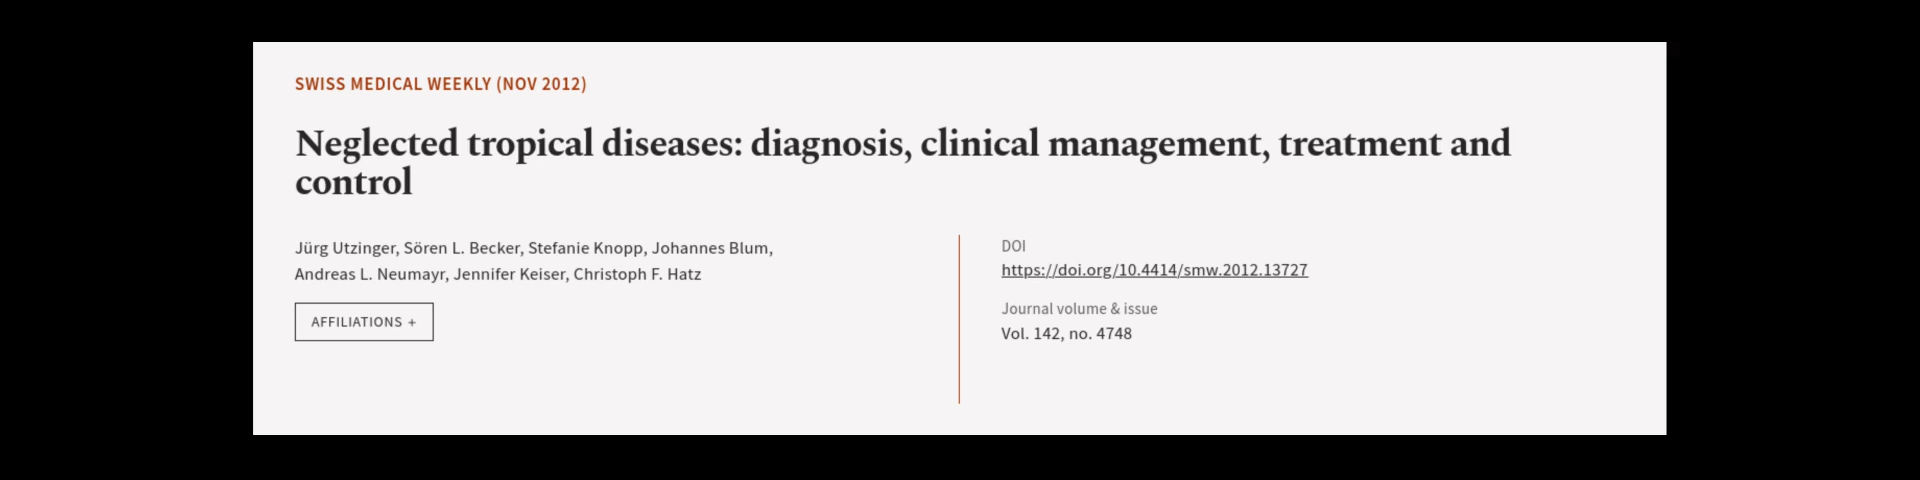 SWISS MEDICAL WEEKLY (NOV 2012)
Neglected tropical diseases: diagnosis, clinical management, treatment and
control
Jürg Utzinger, Sören L. Becker, Stefanie Knopp, Johannes Blum,
Andreas L. Neumayr, Jennifer Keiser, Christoph F. Hatz
AFFILIATIONS +
DOI
https://doi.org/10.4414/smw.2012.13727
Journal volume & issue
Vol. 142, no. 4748